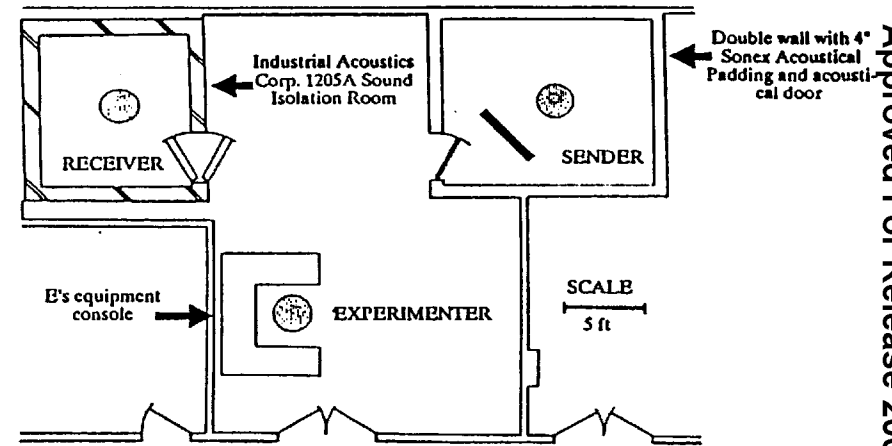 Industrial Acoustics
Corp. 1205A Sound
Isolation Room
Double wall with 4"
Sonex Acoustical
Padding and acousti-
cal door
RECEIVER
SENDER
E's equipment
console
EXPERIMENTER
SCALE
5 ft
Approved For Release 20